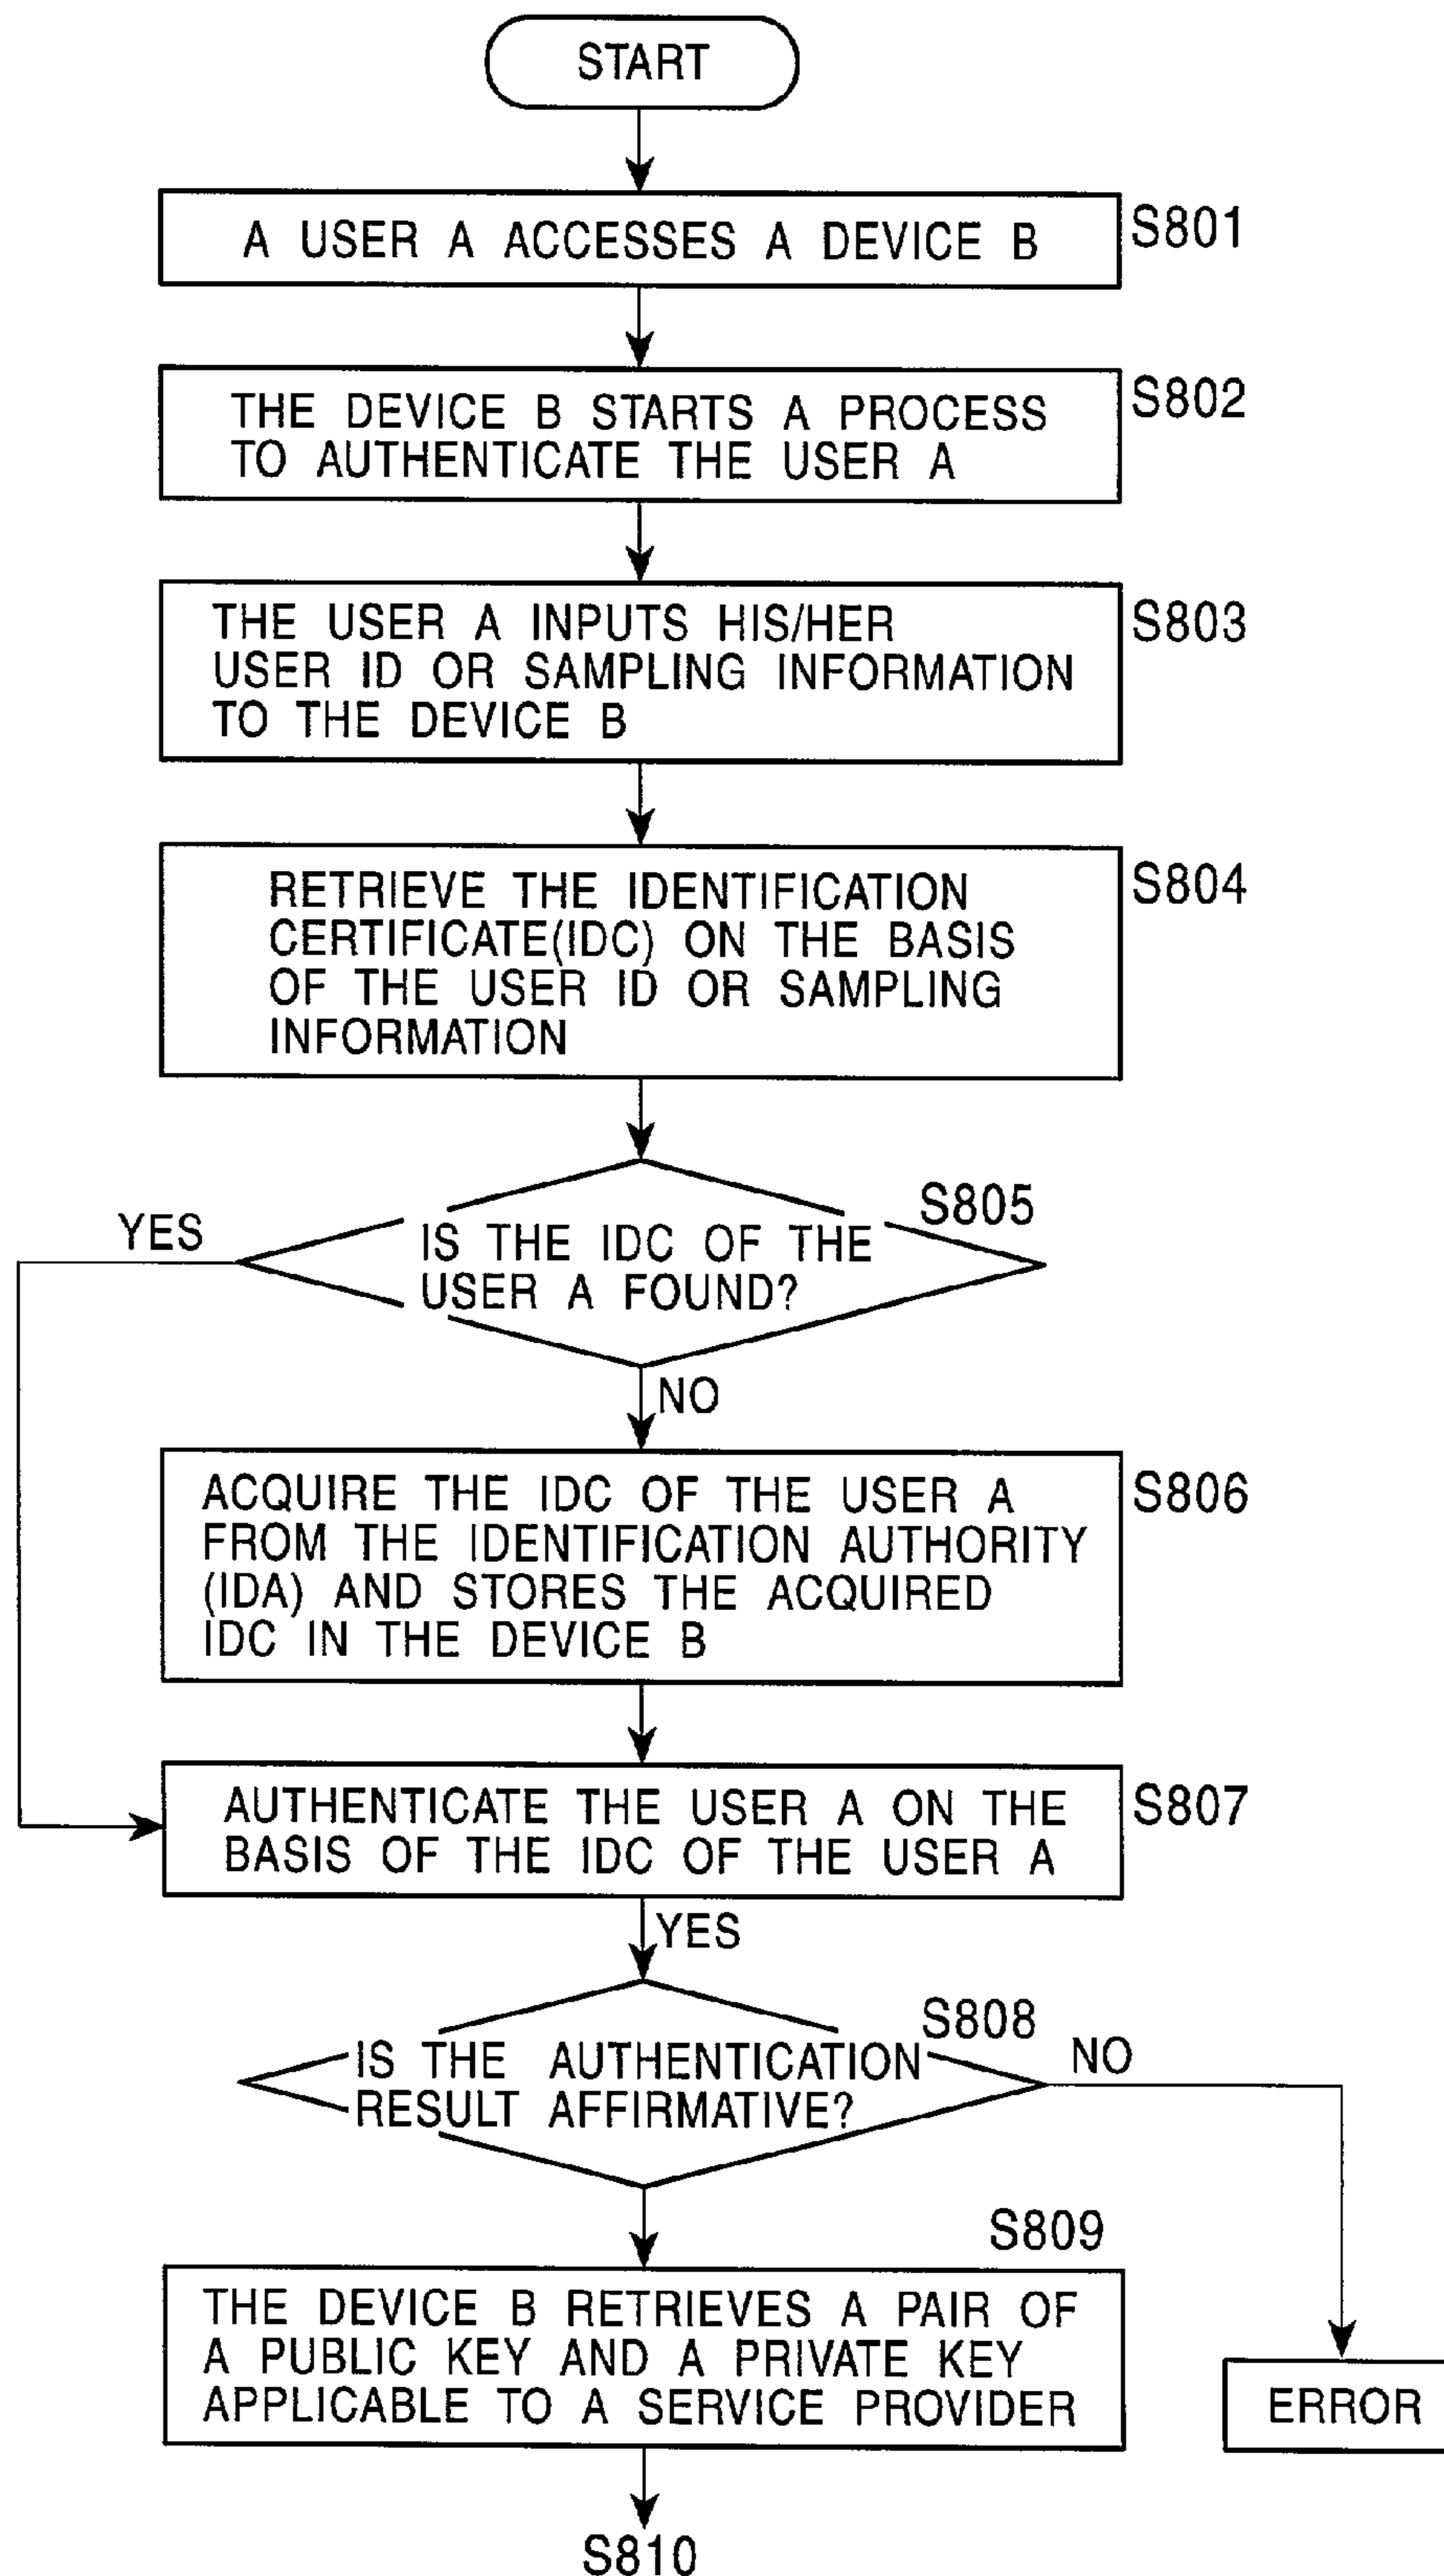 START
A USER A ACCESSES A DEVICE B
S801
THE DEVICE B STARTS A PROCESS
TO AUTHENTICATE THE USER A
S802
THE USER A INPUTS HIS/HER
USER ID OR SAMPLING INFORMATION
TO THE DEVICE B
S803
RETRIEVE THE IDENTIFICATION
CERTIFICATE(IDC) ON THE BASIS
OF THE USER ID OR SAMPLING
INFORMATION
S804
S805
YES
IS THE IDC OF THE
USER A FOUND?
NO
ACQUIRE THE IDC OF THE USER A
FROM THE IDENTIFICATION AUTHORITY
(IDA) AND STORES THE ACQUIRED
IDC IN THE DEVICE B
S806
AUTHENTICATE THE USER A ON THE
BASIS OF THE IDC OF THE USER A
S807
YES
S808
IS THE AUTHENTICATION
RESULT AFFIRMATIVE?
NO
S809
THE DEVICE B RETRIEVES A PAIR OF
A PUBLIC KEY AND A PRIVATE KEY
APPLICABLE TO A SERVICE PROVIDER
ERROR
S810